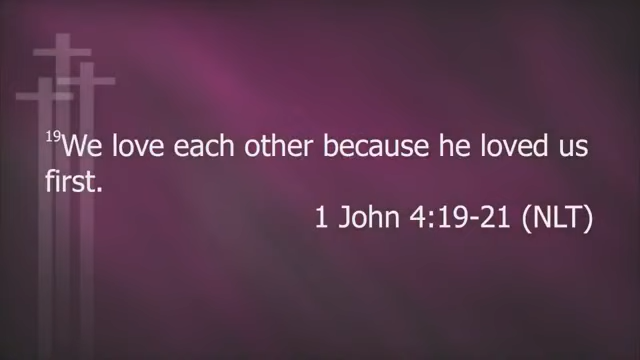 ¹⁹We love each other because he loved us
first.
1 John 4:19-21 (NLT)